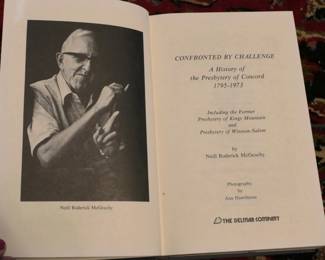 Neill Roderick McGeachy
CONFRONTED BY CHALLENGE
A History of
the Presbytery of Concord
1795-1973
Including the Former
Presbytery of Kings Mountain
and
Presbytery of Winston-Salem
by
Neill Roderick McGeachy
Photography
by
Ann
THE DELMAR COMPANY